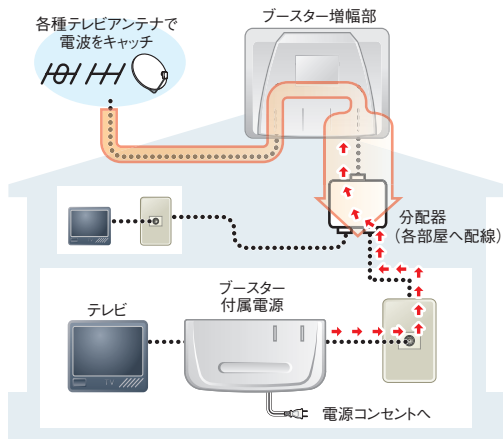 各種テレビアンテナで
電波をキャッチ
ブースター増幅部
分配器
（各部屋へ配線）
テレビ
ブースター
付属電源
電源コンセントへ